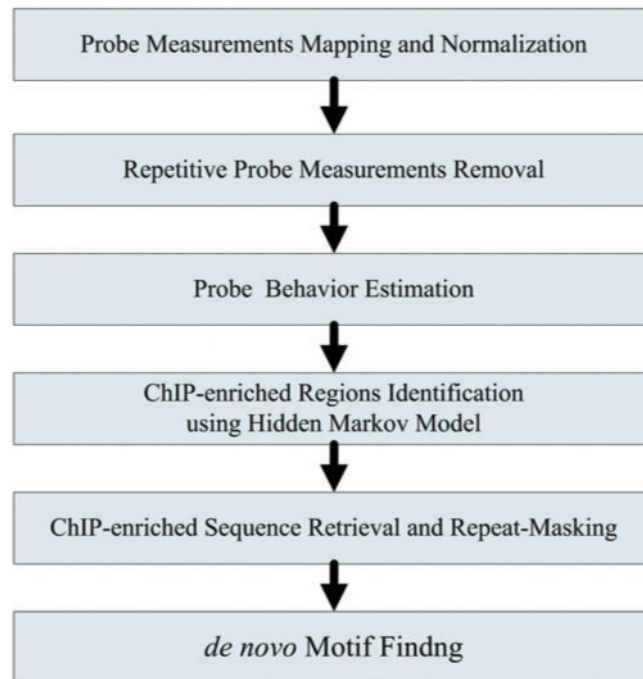 Probe Measurements Mapping and Normalization
Repetitive Probe Measurements Removal
Probe Behavior Estimation
ChIP-enriched Regions Identification
using Hidden Markov Model
ChIP-enriched Sequence Retrieval and Repeat-Masking
de novo Motif Findng